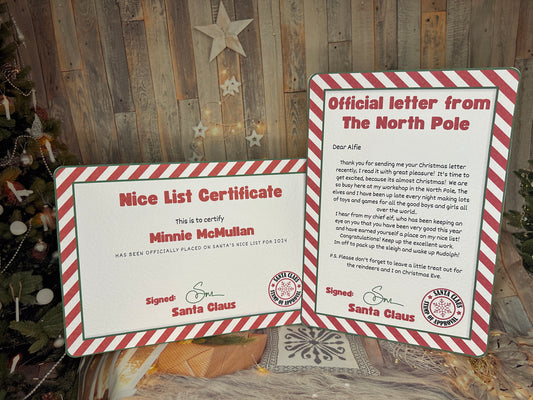 Nice List Certificate
This is to certify
Minnie McMullan
HAS BEEN OFFICIALLY PLACED ON SANTA'S NICE LIST FOR 2024
Signed:
Santa Claus
SANTA CLAUS
STAMP OF APPROVAL
Official letter from
The North Pole
Dear Alfie
Thank you for sending me your Christmas letter
recently, I read it with great pleasure! It's time to
get excited, because its almost Christmas! We are
so busy here at my workshop in the North Pole, The
elves and I have been up late every night making lots
of toys and games for all the good boys and girls all
over the world..
I hear from my chief elf, who has been keeping an
eye on you that you have been very good this year
and have earned yourself a place on my nice list!
Congratulations! Keep up the excellent work.
Im off to pack up the sleigh and wake up Rudolph!
P.S. Please don't forget to leave a little treat out for
the reindeers and I on Christmas Eve.
Signed:
Santa Claus
SANTA CLAUS
STAMP OF APPROVAL